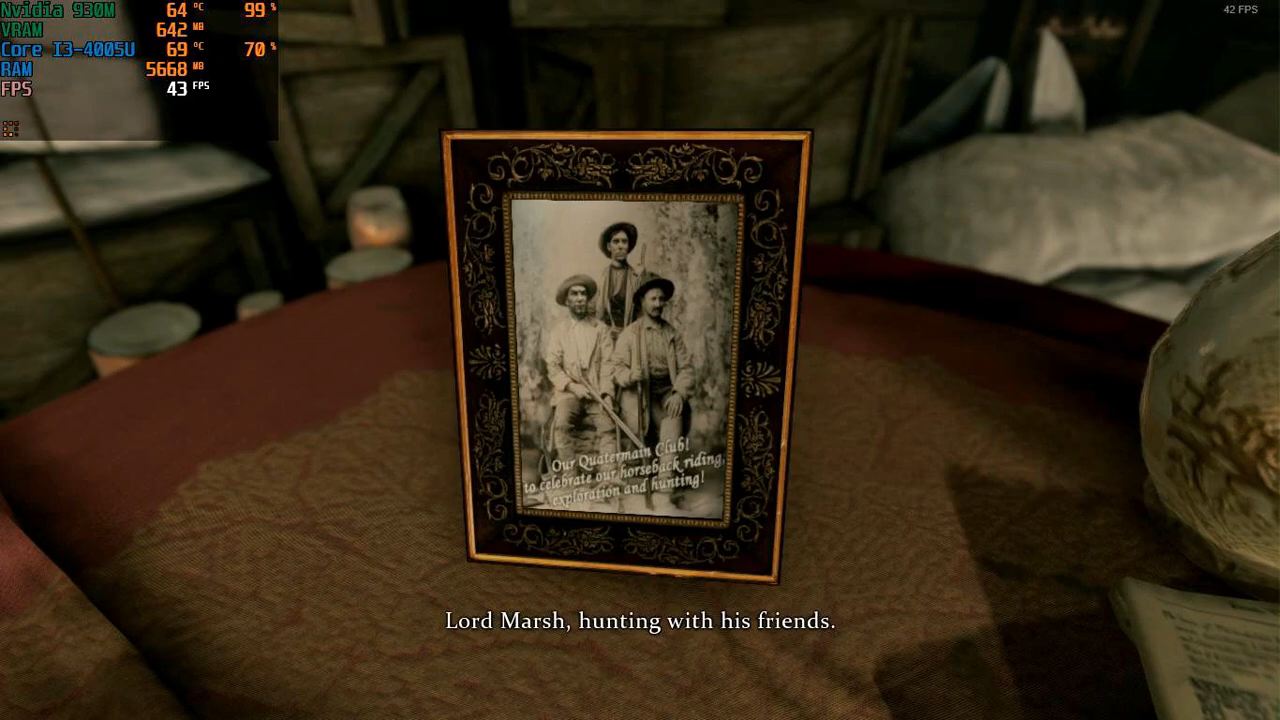 Nvidia 930M 64 °C 99 %
VRAM 642 MB
Core I3-4005U 69 °C 70 %
RAM 5668 MB
FPS 43 FPS
42 FPS
Our Quatermain Club!
to celebrate our horseback riding,
exploration and hunting!
Lord Marsh, hunting with his friends.